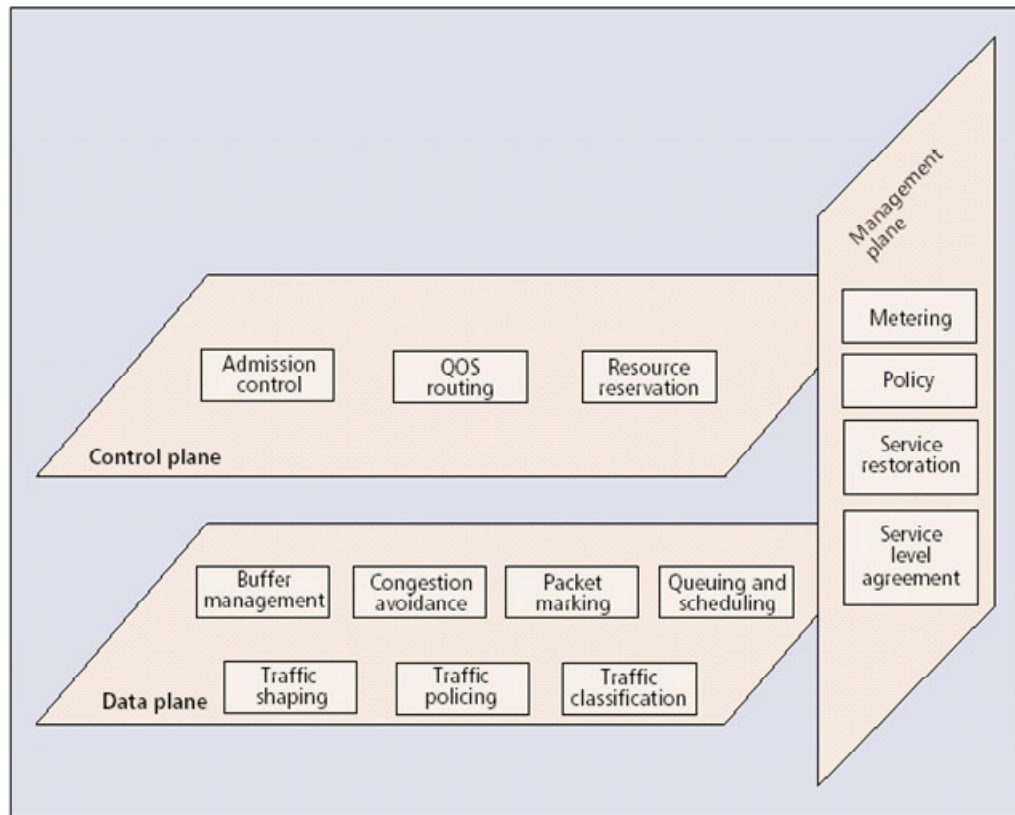 Management
plane
Metering
Policy
Service
restoration
Service
level
agreement
Admission
control
QOS
routing
Resource
reservation
Control plane
Buffer
management
Congestion
avoidance
Packet
marking
Queuing and
scheduling
Traffic
shaping
Traffic
policing
Traffic
classification
Data plane